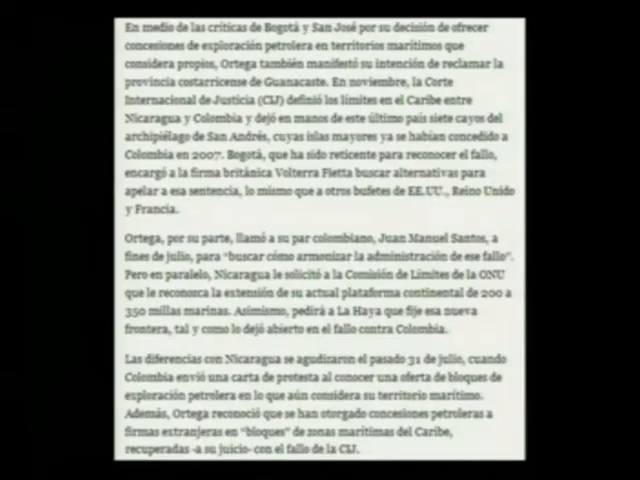 En medio de las críticas de Bogotá y San José por su decisión de ofrecer
concesiones de exploración petrolera en territorios marítimos que
considera propios, Ortega también manifestó su intención de reclamar la
provincia costarricense de Guanacaste. En noviembre, la Corte
Internacional de Justicia (CIJ) definió los límites en el Caribe entre
Nicaragua y Colombia y dejó en manos de este último país siete cayos del
archipiélago de San Andrés, cuyas islas mayores ya se habían concedido a
Colombia en 2007. Bogotá, que ha sido reticente para reconocer el fallo,
encargó a la firma británica Volterra Fietta buscar alternativas para
apelar a esa sentencia, lo mismo que a otros bufetes de EE.UU., Reino Unido
y Francia.
Ortega, por su parte, llamó a su par colombiano, Juan Manuel Santos, a
fines de julio, para "buscar cómo armonizar la administración de ese fallo".
Pero en paralelo, Nicaragua le solicitó a la Comisión de Límites de la ONU
que le reconozca la extensión de su actual plataforma continental de 200 a
350 millas marinas. Asimismo, pedirá a La Haya que fije esa nueva
frontera, tal y como lo dejó abierto en el fallo contra Colombia.
Las diferencias con Nicaragua se agudizaron el pasado 31 de julio, cuando
Colombia envió una carta de protesta al conocer una oferta de bloques de
exploración petrolera en lo que aún considera su territorio marítimo.
Además, Ortega reconoció que se han otorgado concesiones petroleras a
firmas extranjeras en "bloques" de zonas marítimas del Caribe,
recuperadas -a su juicio- con el fallo de la CIJ.